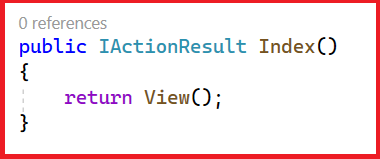 0 references
public IActionResult Index()
{
    return View();
}